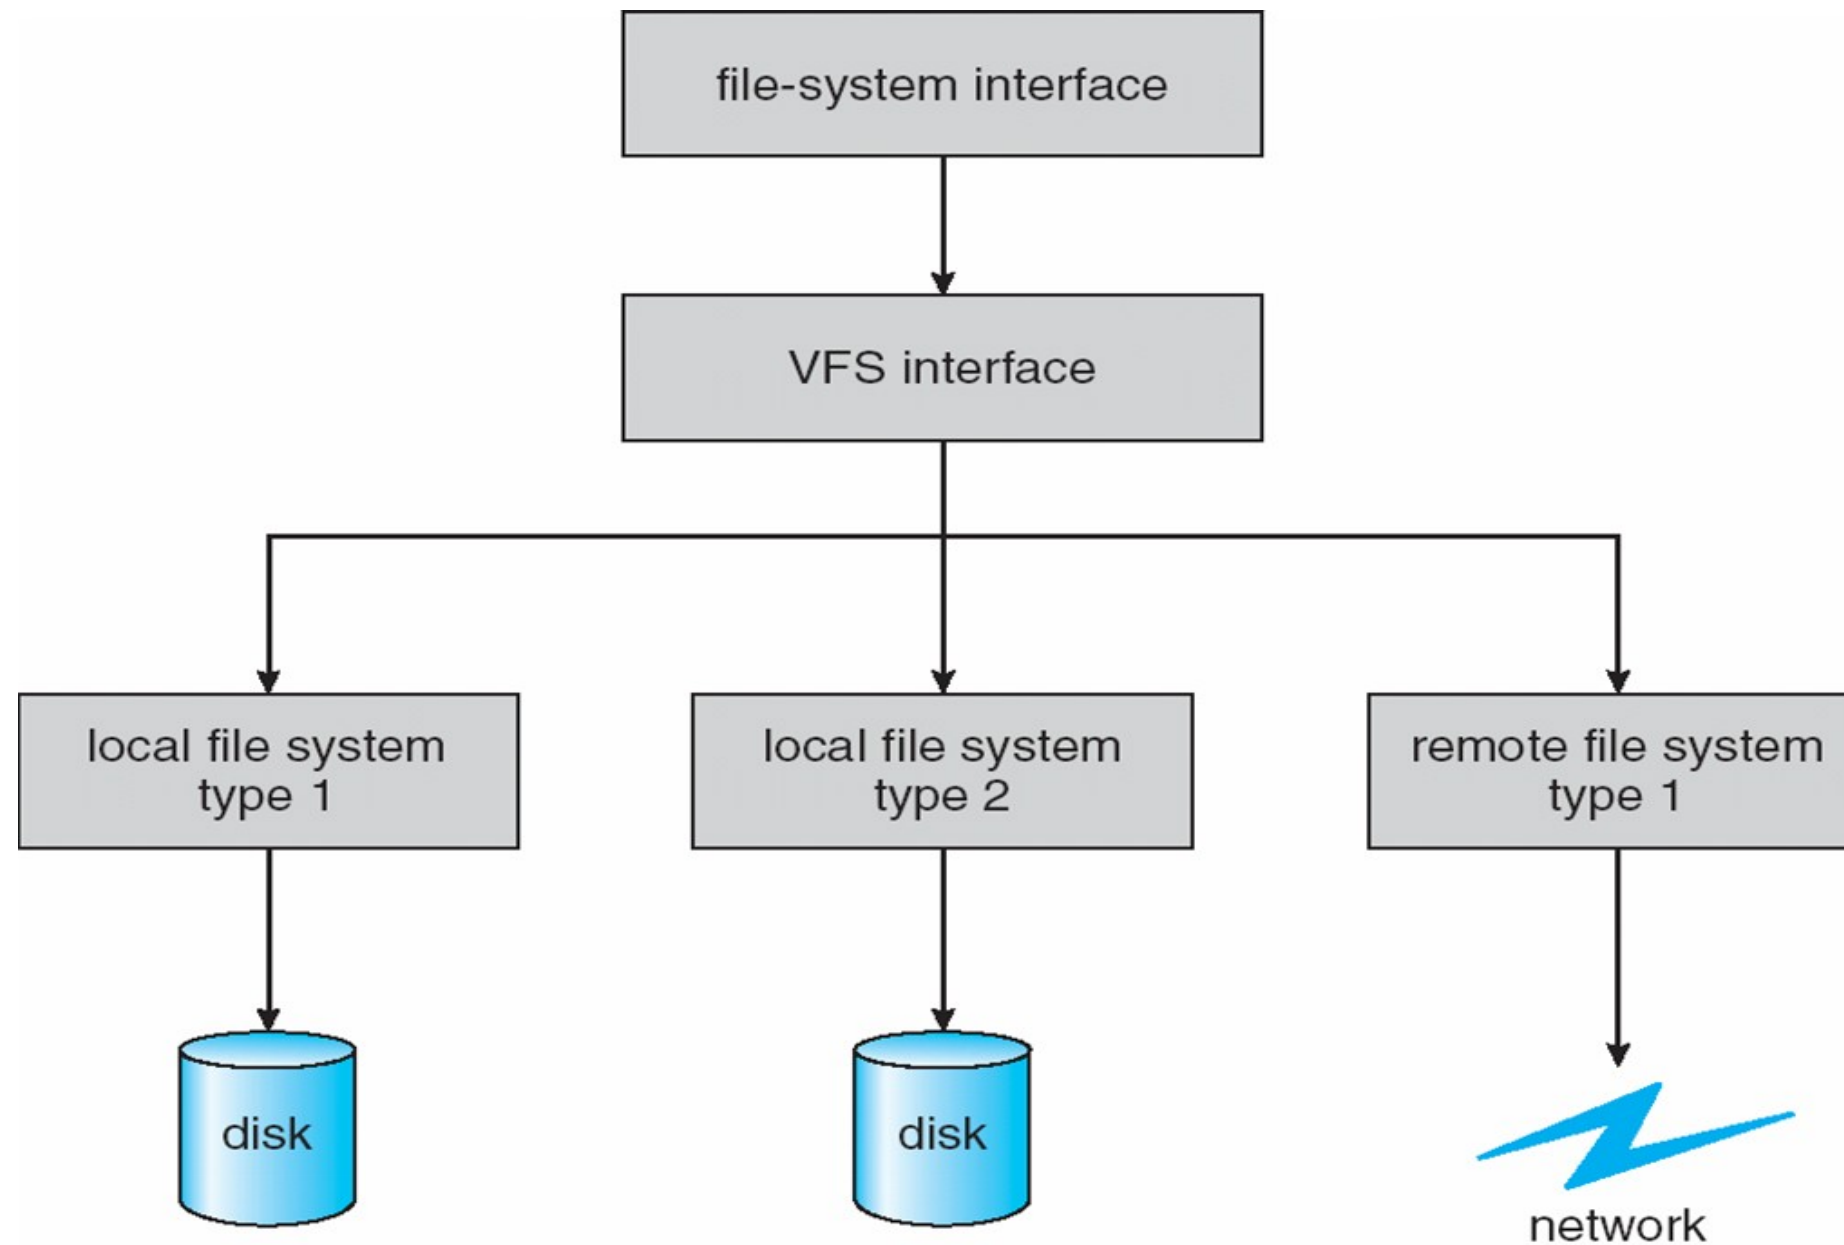 file-system interface
VFS interface
local file system
type 1
local file system
type 2
remote file system
type 1
disk
disk
network